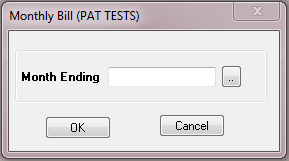 Monthly Bill (PAT TESTS) X
Month Ending ..
OK Cancel